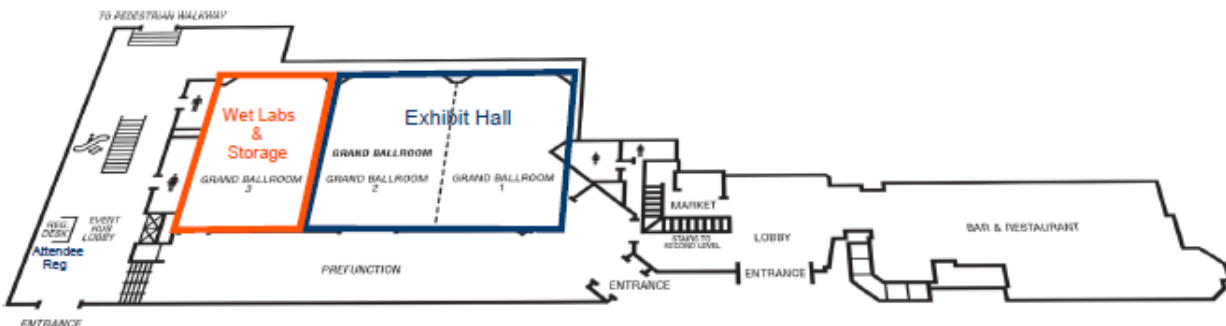 TO PEDESTRIAN WALKWAY
Wet Labs
&
Storage
Exhibit Hall
GRAND BALLROOM
GRAND BALLROOM
3
GRAND BALLROOM
2
GRAND BALLROOM
1
MARKET
STAIRS TO
SECOND LEVEL
LOBBY
BAR & RESTAURANT
REG.
DESK
EVENT
HUB
LOBBY
Attendee
Reg
PREFUNCTION
ENTRANCE
ENTRANCE
ENTRANCE